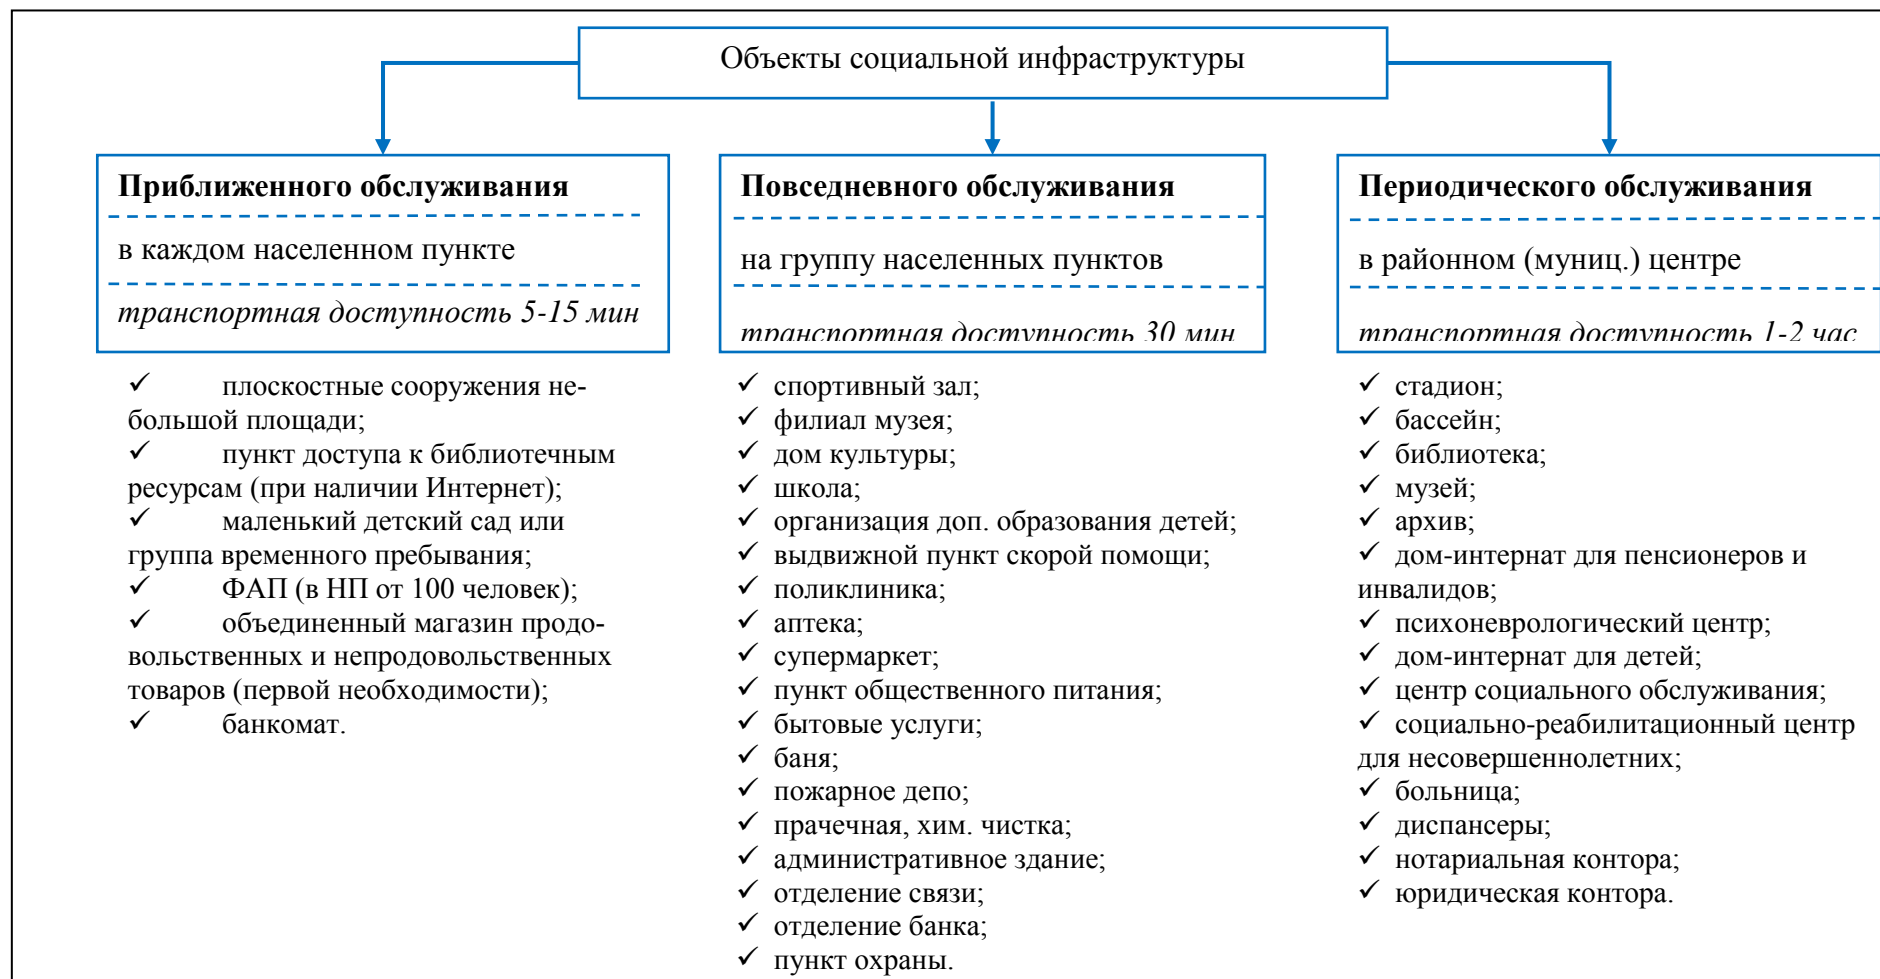 Объекты социальной инфраструктуры
Приближенного обслуживания
в каждом населенном пункте
транспортная доступность 5-15 мин
✓ плоскостные сооружения не-
большой площади;
✓ пункт доступа к библиотечным
ресурсам (при наличии Интернет);
✓ маленький детский сад или
группа временного пребывания;
✓ ФАП (в НП от 100 человек);
✓ объединенный магазин продо-
вольственных и непродовольственных
товаров (первой необходимости);
✓ банкомат.
Повседневного обслуживания
на группу населенных пунктов
транспортная доступность 30 мин
✓ спортивный зал;
✓ филиал музея;
✓ дом культуры;
✓ школа;
✓ организация доп. образования детей;
✓ выдвижной пункт скорой помощи;
✓ поликлиника;
✓ аптека;
✓ супермаркет;
✓ пункт общественного питания;
✓ бытовые услуги;
✓ баня;
✓ пожарное депо;
✓ прачечная, хим. чистка;
✓ административное здание;
✓ отделение связи;
✓ отделение банка;
✓ пункт охраны.
Периодического обслуживания
в районном (муниц.) центре
транспортная доступность 1-2 час
✓ стадион;
✓ бассейн;
✓ библиотека;
✓ музей;
✓ архив;
✓ дом-интернат для пенсионеров и
инвалидов;
✓ психоневрологический центр;
✓ дом-интернат для детей;
✓ центр социального обслуживания;
✓ социально-реабилитационный центр
для несовершеннолетних;
✓ больница;
✓ диспансеры;
✓ нотариальная контора;
✓ юридическая контора.